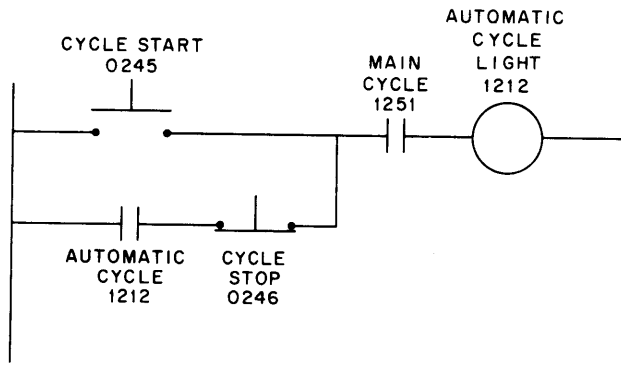 CYCLE START
0245
MAIN
CYCLE
1251
AUTOMATIC
CYCLE
LIGHT
1212
AUTOMATIC
CYCLE
1212
CYCLE
STOP
0246